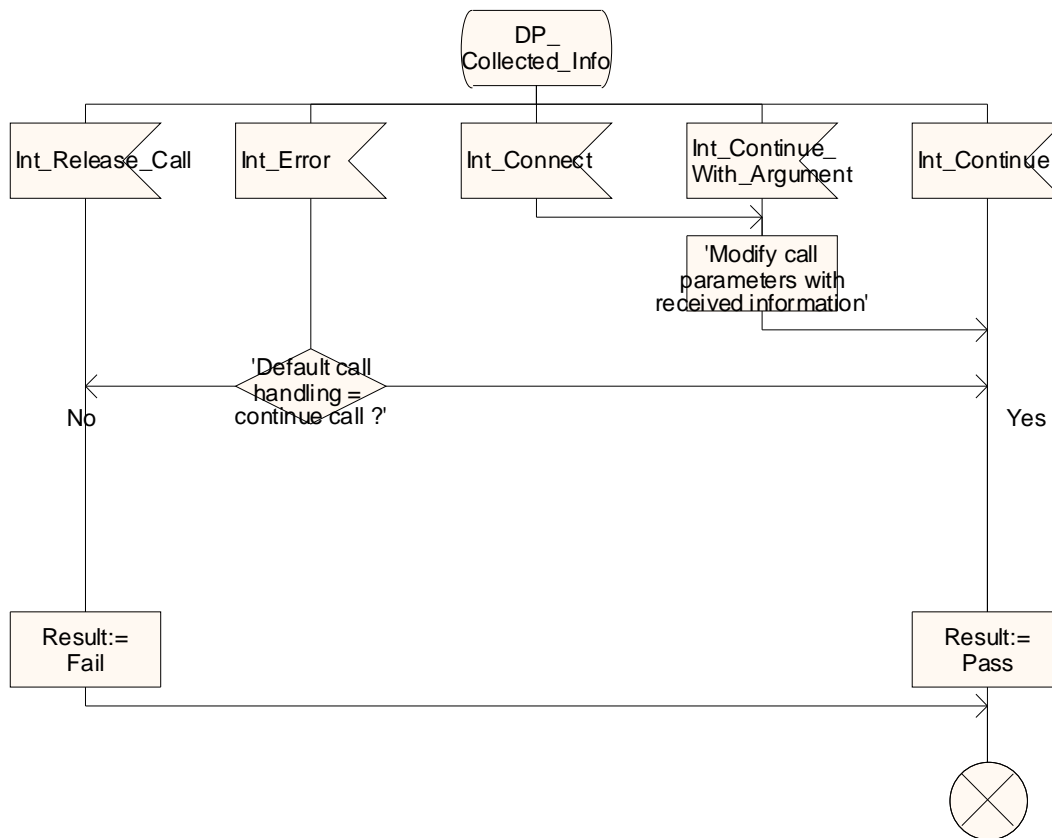 DP_
Collected_Info
Int_Release_Call
Int_Error
Int_Connect
Int_Continue_
With_Argument
Int_Continue
'Modify call
parameters with
received information'
'Default call
handling =
continue call ?'
No
Yes
Result:=
Fail
Result:=
Pass